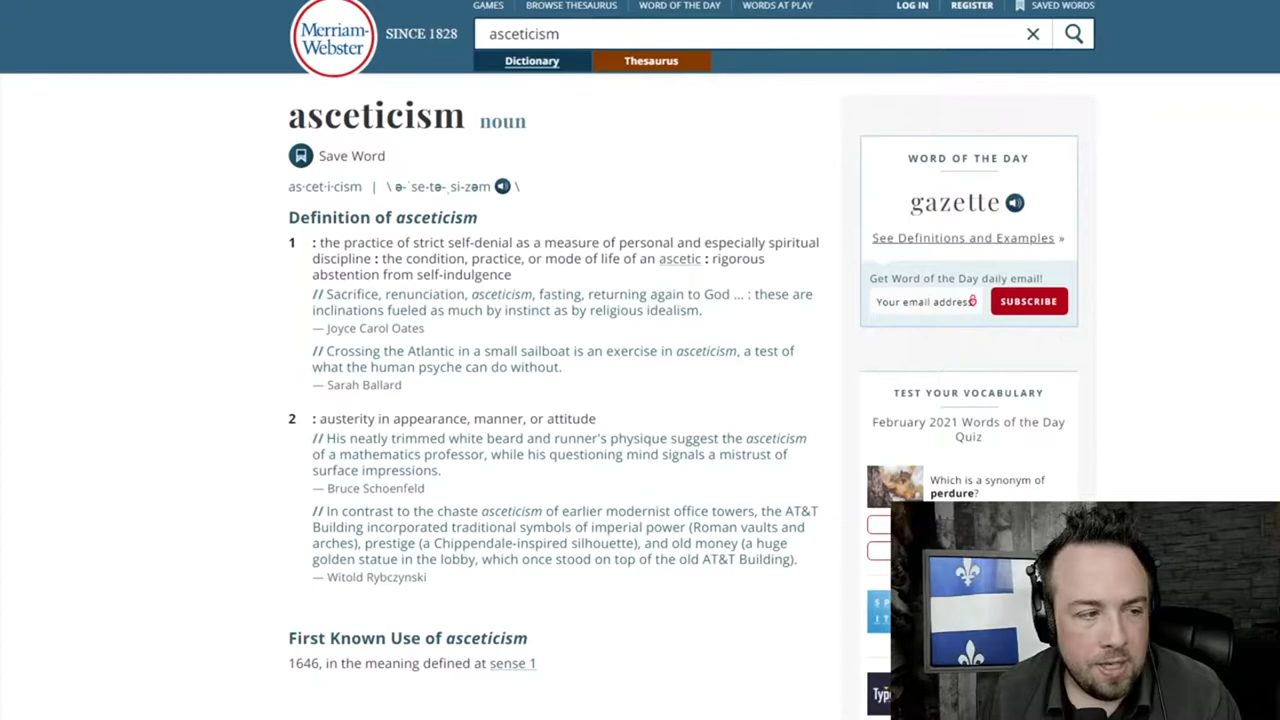 GAMES BROWSE THESAURUS WORD OF THE DAY WORDS AT PLAY LOG IN REGISTER SAVED WORDS
Merriam-
Webster
SINCE 1828
asceticism
Dictionary Thesaurus
asceticism noun
Save Word
as·cet·i·cism | \ ə-ˈse-tə-ˌsi-zəm \
Definition of asceticism
1 : the practice of strict self-denial as a measure of personal and especially spiritual
discipline : the condition, practice, or mode of life of an ascetic : rigorous
abstention from self-indulgence
// Sacrifice, renunciation, asceticism, fasting, returning again to God ... : these are
inclinations fueled as much by instinct as by religious idealism.
— Joyce Carol Oates
// Crossing the Atlantic in a small sailboat is an exercise in asceticism, a test of
what the human psyche can do without.
— Sarah Ballard
2 : austerity in appearance, manner, or attitude
// His neatly trimmed white beard and runner's physique suggest the asceticism
of a mathematics professor, while his questioning mind signals a mistrust of
surface impressions.
— Bruce Schoenfeld
// In contrast to the chaste asceticism of earlier modernist office towers, the AT&T
Building incorporated traditional symbols of imperial power (Roman vaults and
arches), prestige (a Chippendale-inspired silhouette), and old money (a huge
golden statue in the lobby, which once stood on top of the old AT&T Building).
— Witold Rybczynski
First Known Use of asceticism
1646, in the meaning defined at sense 1
WORD OF THE DAY
gazette
See Definitions and Examples »
Get Word of the Day daily email!
Your email address SUBSCRIBE
TEST YOUR VOCABULARY
February 2021 Words of the Day
Quiz
Which is a synonym of
perdure?